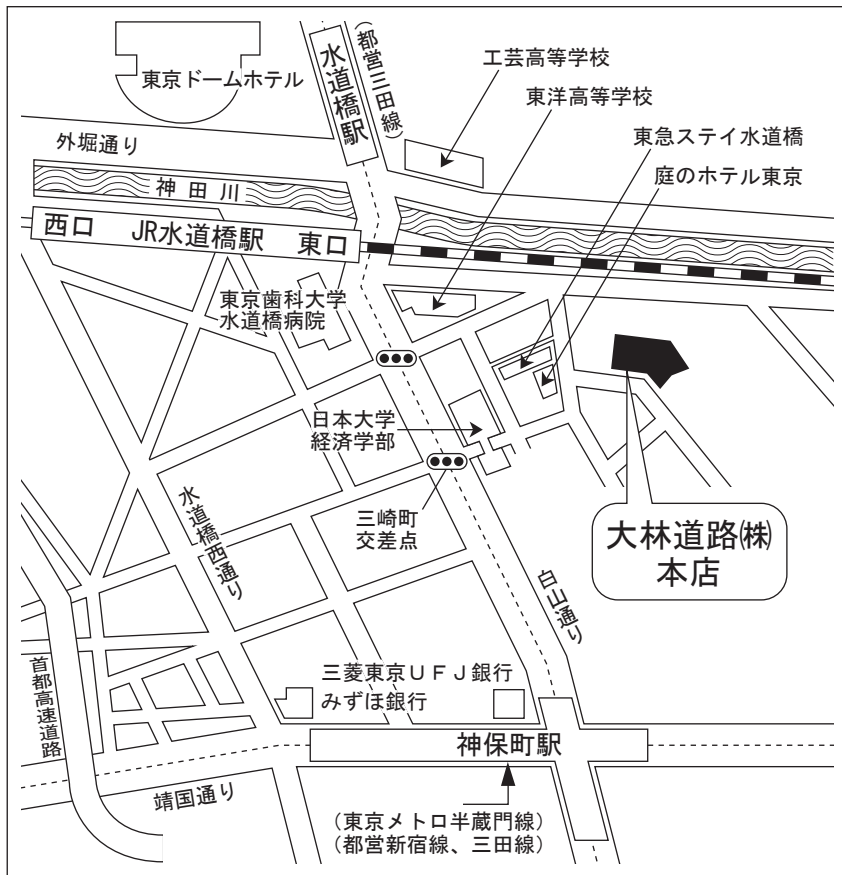 東京ドームホテル
水道橋駅
（都営三田線）
工芸高等学校
東洋高等学校
東急ステイ水道橋
庭のホテル東京
外堀通り
神田川
西口 JR水道橋駅 東口
東京歯科大学
水道橋病院
日本大学
経済学部
三崎町
交差点
水道橋西通り
大林道路㈱
本店
白山通り
首都高速道路
三菱東京ＵＦＪ銀行
みずほ銀行
神保町駅
靖国通り
（東京メトロ半蔵門線）
（都営新宿線、三田線）